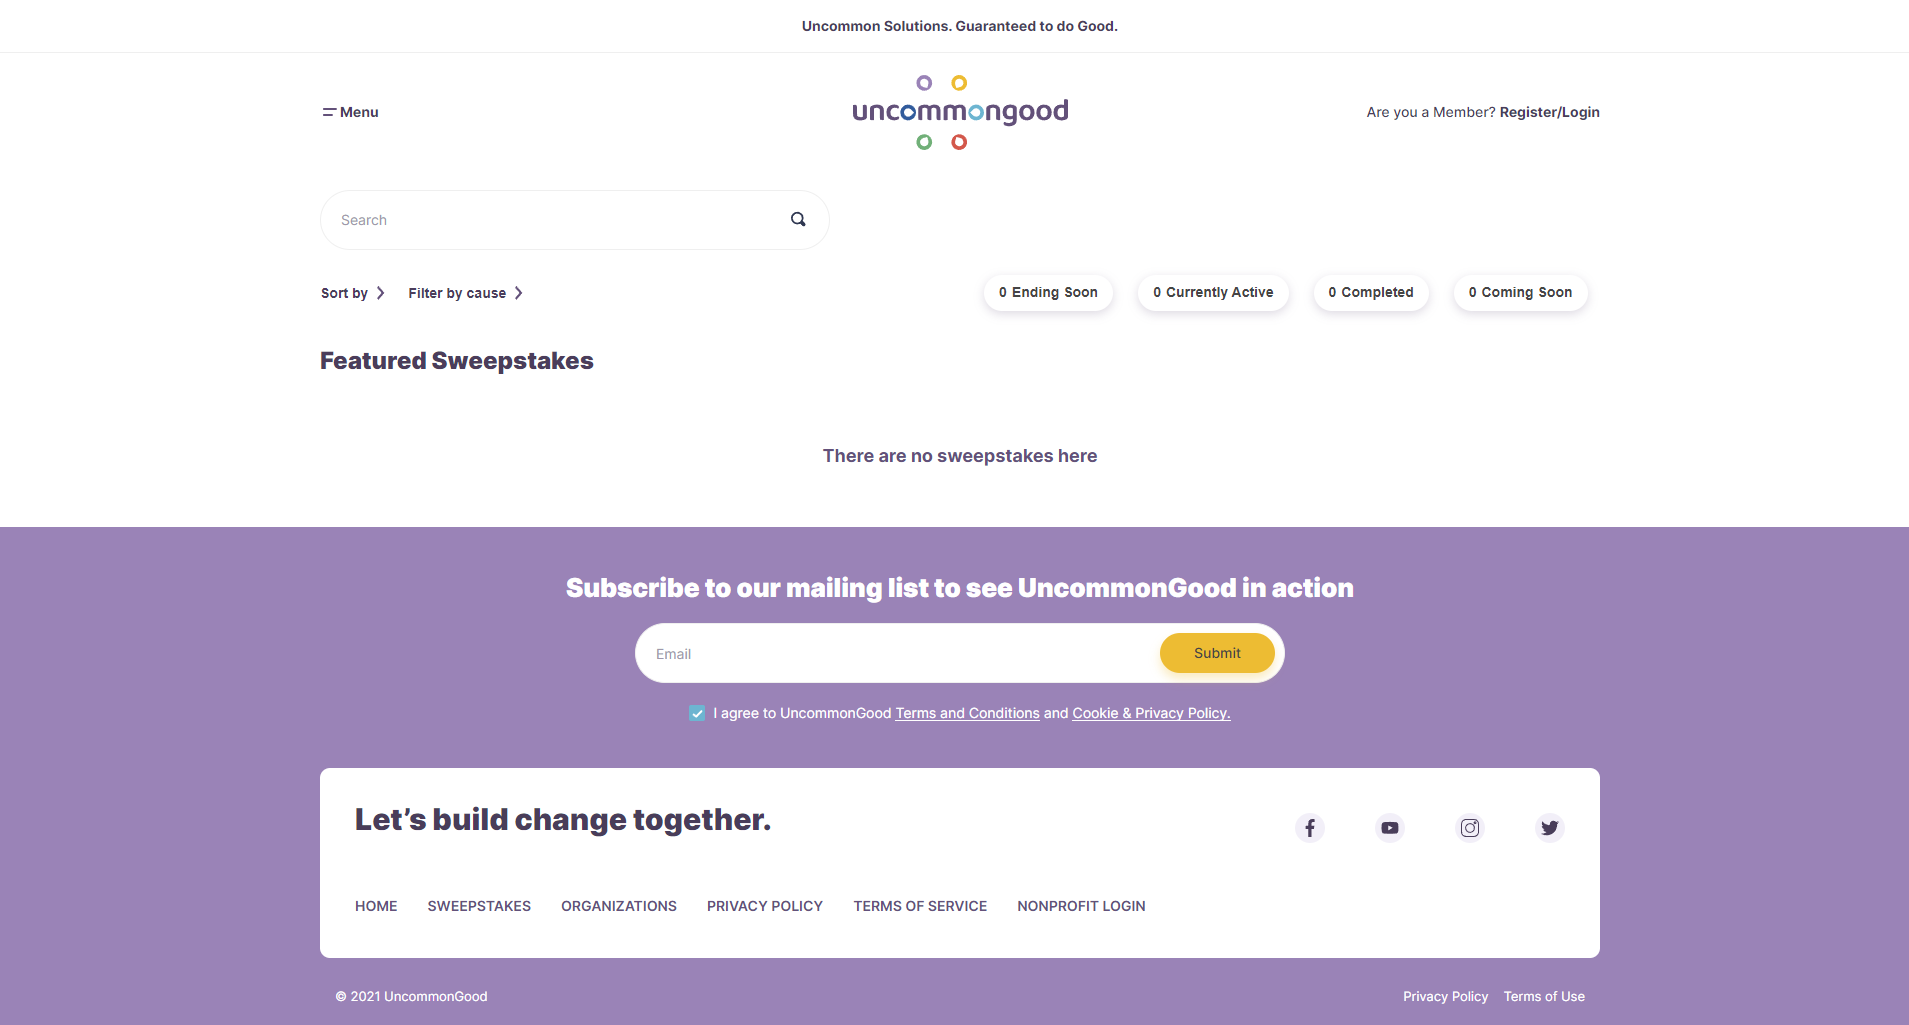 Uncommon Solutions. Guaranteed to do Good.
Menu
uncommongood
Are you a Member? Register/Login
Search
Sort by
Filter by cause
0 Ending Soon
0 Currently Active
0 Completed
0 Coming Soon
Featured Sweepstakes
There are no sweepstakes here
Subscribe to our mailing list to see UncommonGood in action
Email
Submit
I agree to UncommonGood Terms and Conditions and Cookie & Privacy Policy.
Let’s build change together.
HOME
SWEEPSTAKES
ORGANIZATIONS
PRIVACY POLICY
TERMS OF SERVICE
NONPROFIT LOGIN
© 2021 UncommonGood
Privacy Policy
Terms of Use